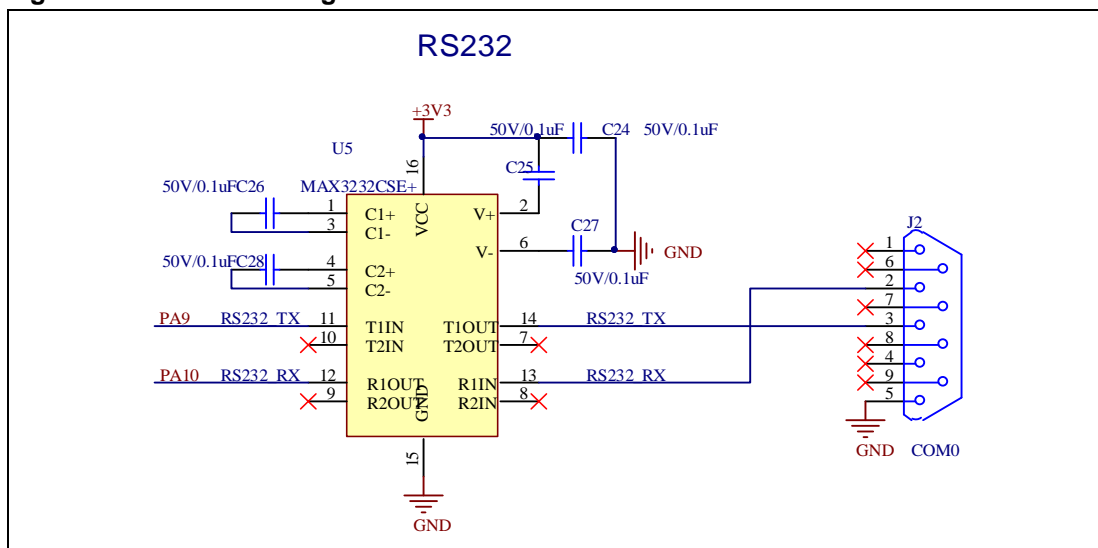 RS232
+3V3
50V/0.1uF
C24
50V/0.1uF
U5
16
C25
50V/0.1uFC26
MAX3232CSE+
1
C1+
VCC
V+
2
3
C1-
C27
J2
V-
6
GND
1
50V/0.1uFC28
4
C2+
50V/0.1uF
6
5
C2-
2
7
PA9
RS232_TX
11
T1IN
T1OUT
14
RS232_TX
3
10
T2IN
T2OUT
7
8
4
PA10
RS232_RX
12
R1OUT
R1IN
13
RS232_RX
9
9
R2OUT
GND
R2IN
8
5
15
GND
COM0
GND